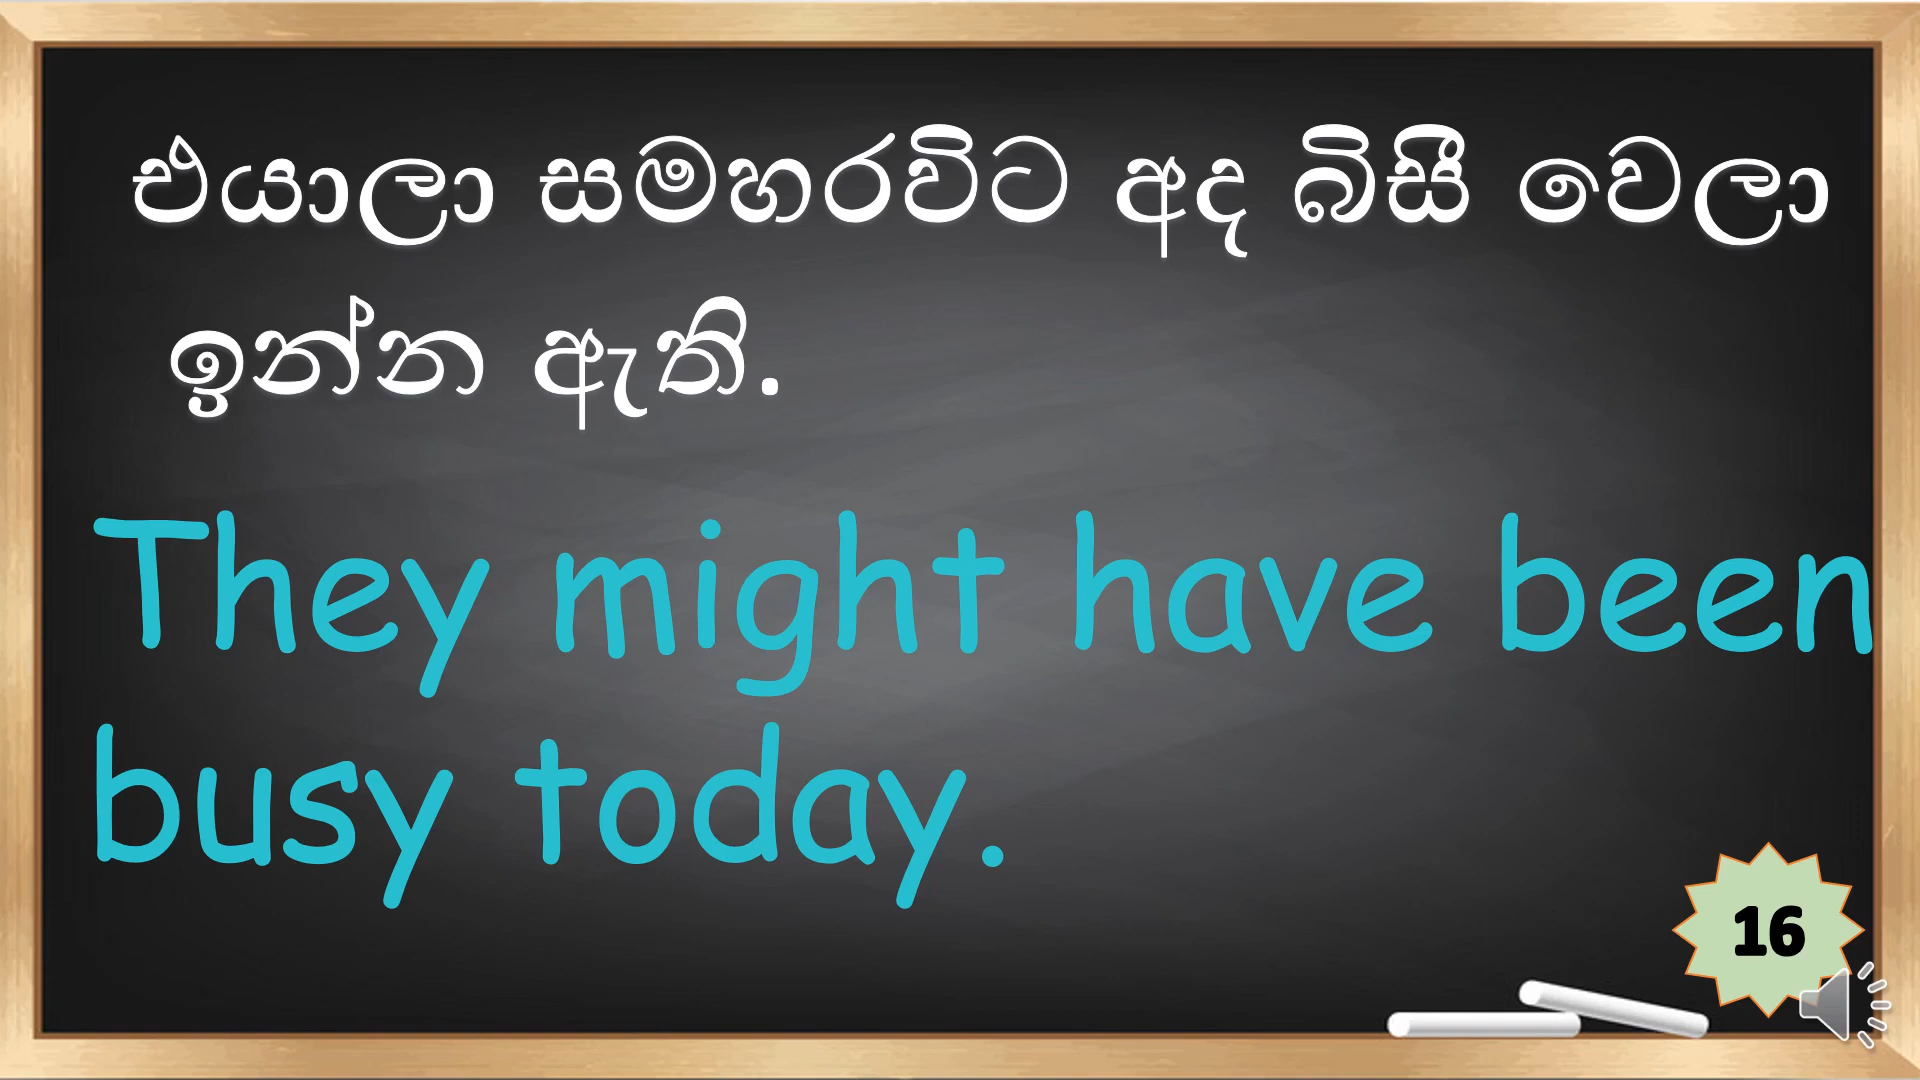 එයාලා සමහරවිට අද බිසී වෙලා
ඉන්න ඇති.
They might have been
busy today.
16